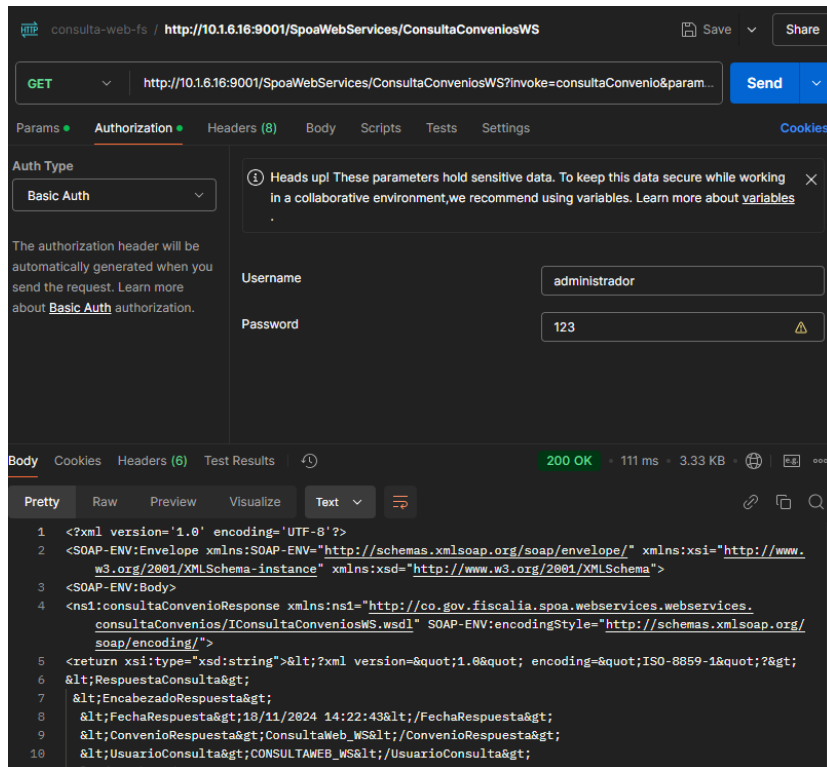 HTTP consulta-web-fs / http://10.1.6.16:9001/SpoaWebServices/ConsultaConveniosWS Save Share
GET http://10.1.6.16:9001/SpoaWebServices/ConsultaConveniosWS?invoke=consultaConvenio&param... Send
Params Authorization Headers (8) Body Scripts Tests Settings Cookies
Auth Type
Basic Auth
The authorization header will be
automatically generated when you
send the request. Learn more
about Basic Auth authorization.
Heads up! These parameters hold sensitive data. To keep this data secure while working
in a collaborative environment,we recommend using variables. Learn more about variables
.
Username administrador
Password 123
Body Cookies Headers (6) Test Results 200 OK 111 ms 3.33 KB e.g.
Pretty Raw Preview Visualize Text
1 <?xml version='1.0' encoding='UTF-8'?>
2 <SOAP-ENV:Envelope xmlns:SOAP-ENV="http://schemas.xmlsoap.org/soap/envelope/" xmlns:xsi="http://www.
w3.org/2001/XMLSchema-instance" xmlns:xsd="http://www.w3.org/2001/XMLSchema">
3 <SOAP-ENV:Body>
4 <ns1:consultaConvenioResponse xmlns:ns1="http://co.gov.fiscalia.spoa.webservices.webservices.
consultaConvenios/IConsultaConveniosWS.wsdl" SOAP-ENV:encodingStyle="http://schemas.xmlsoap.org/
soap/encoding/">
5 <return xsi:type="xsd:string">&lt;?xml version=&quot;1.0&quot; encoding=&quot;ISO-8859-1&quot;?&gt;
6 &lt;RespuestaConsulta&gt;
7 &lt;EncabezadoRespuesta&gt;
8 &lt;FechaRespuesta&gt;18/11/2024 14:22:43&lt;/FechaRespuesta&gt;
9 &lt;ConvenioRespuesta&gt;ConsultaWeb_WS&lt;/ConvenioRespuesta&gt;
10 &lt;UsuarioConsulta&gt;CONSULTAWEB_WS&lt;/UsuarioConsulta&gt;